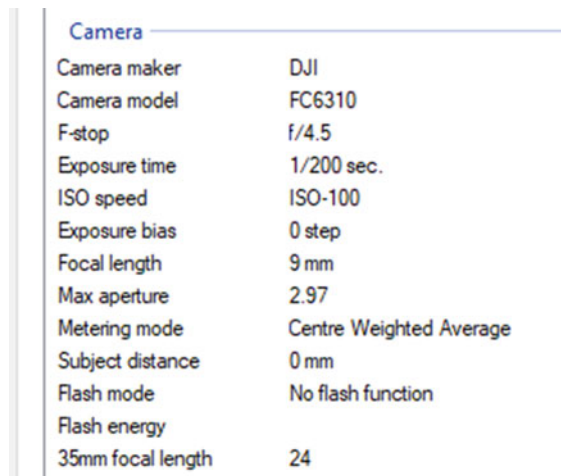 Camera
Camera maker DJI
Camera model FC6310
F-stop f/4.5
Exposure time 1/200 sec.
ISO speed ISO-100
Exposure bias 0 step
Focal length 9 mm
Max aperture 2.97
Metering mode Centre Weighted Average
Subject distance 0 mm
Flash mode No flash function
Flash energy
35mm focal length 24